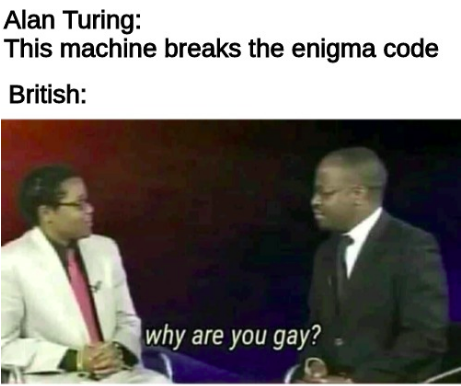 Alan Turing:
This machine breaks the enigma code
British:
why are you gay?